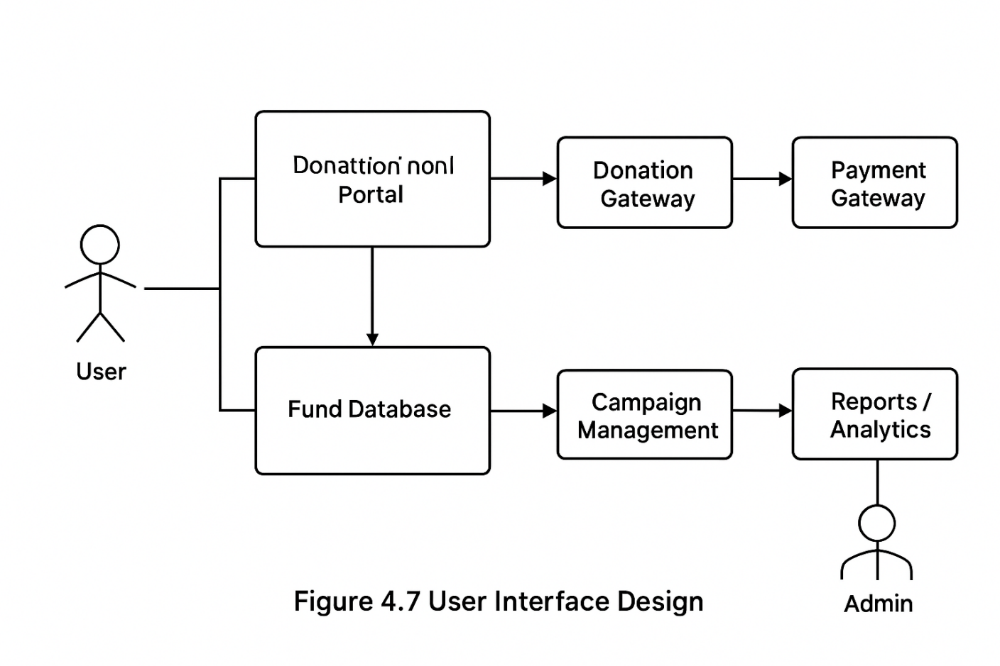 Donattion nonl
Portal
Donation
Gateway
Payment
Gateway
User
Fund Database
Campaign
Management
Reports /
Analytics
Admin
Figure 4.7 User Interface Design